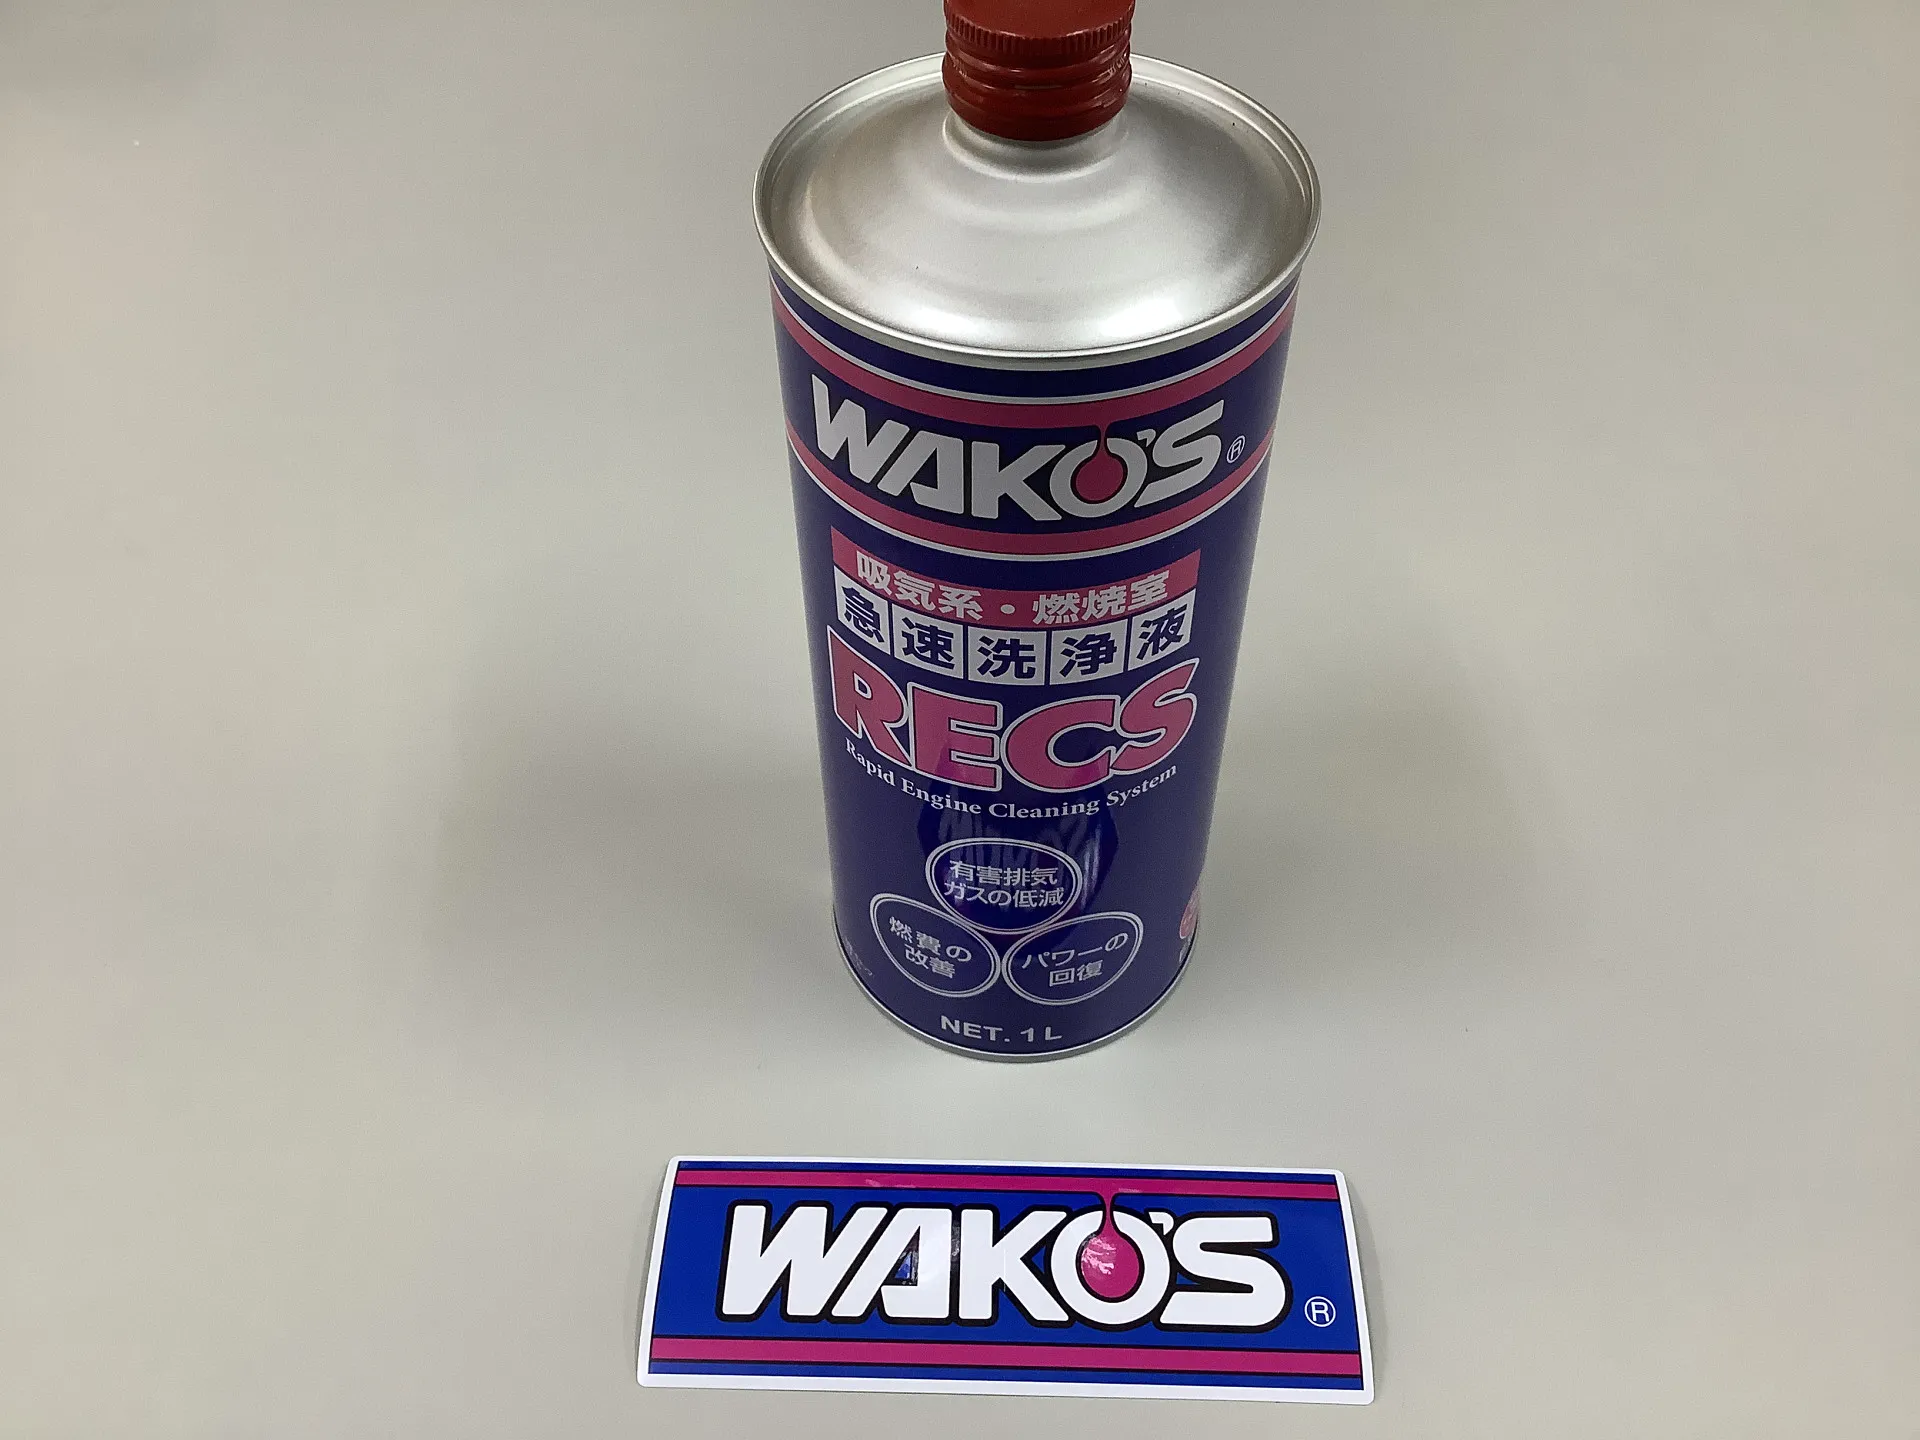 WAKO'S®
吸気系・燃焼室
急速洗浄液
RECS
Rapid Engine Cleaning System
有害排気
ガスの低減
燃費の
改善
パワーの
回復
NET. 1L
WAKO'S®